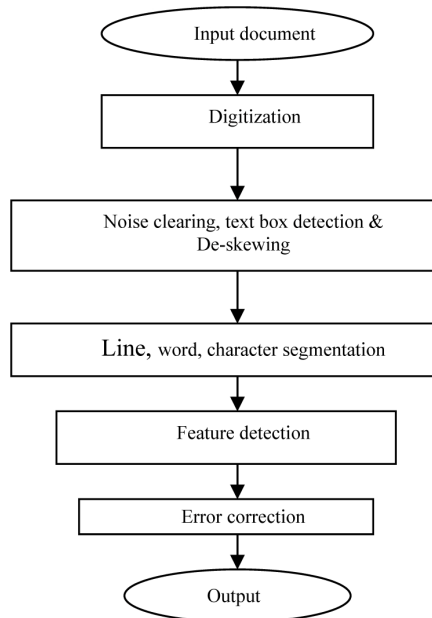 Input document
Digitization
Noise clearing, text box detection &
De-skewing
Line, word, character segmentation
Feature detection
Error correction
Output